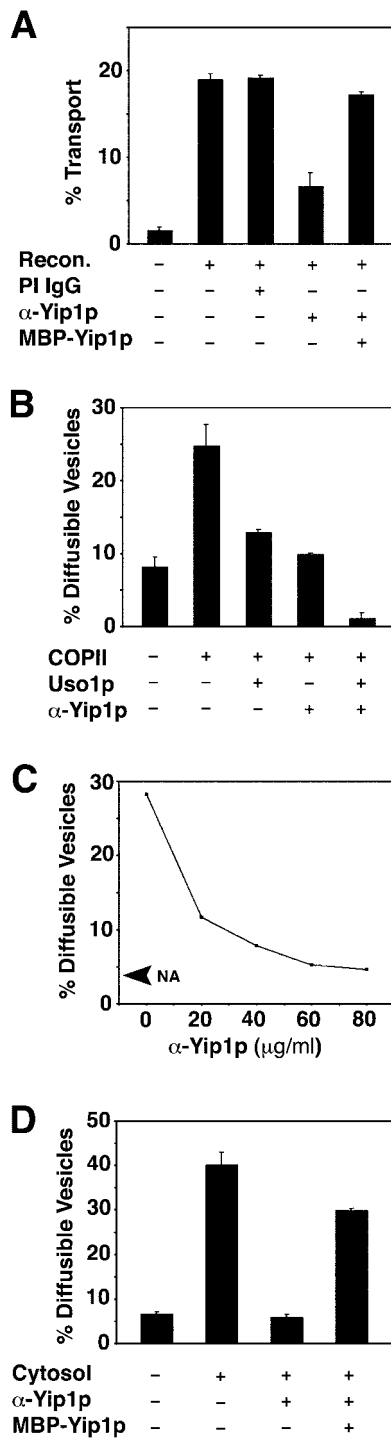 A
% Transport
20
10
0
Recon. – + + + +
PI IgG – – + – –
α-Yip1p – – – + +
MBP-Yip1p – – – – +
B
% Diffusible Vesicles
30
20
10
0
COPII – + + + +
Uso1p – – + – +
α-Yip1p – – – + +
C
% Diffusible Vesicles
30
20
10
0
NA
0 20 40 60 80
α-Yip1p (μg/ml)
D
% Diffusible Vesicles
50
40
30
20
10
0
Cytosol – + + +
α-Yip1p – – + +
MBP-Yip1p – – – +